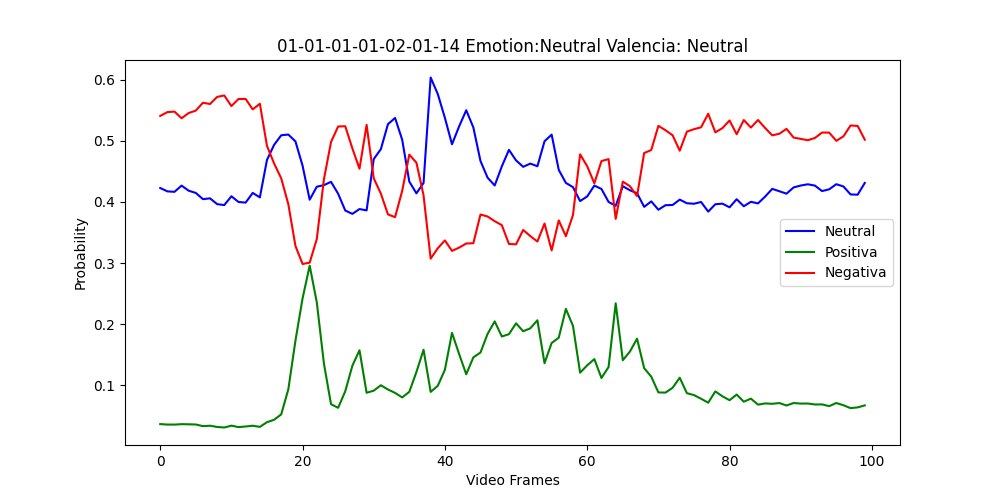 01-01-01-01-02-01-14 Emotion:Neutral Valencia: Neutral
Probability
0.6
0.5
0.4
0.3
0.2
0.1
0 20 40 60 80 100
Video Frames
Neutral
Positiva
Negativa